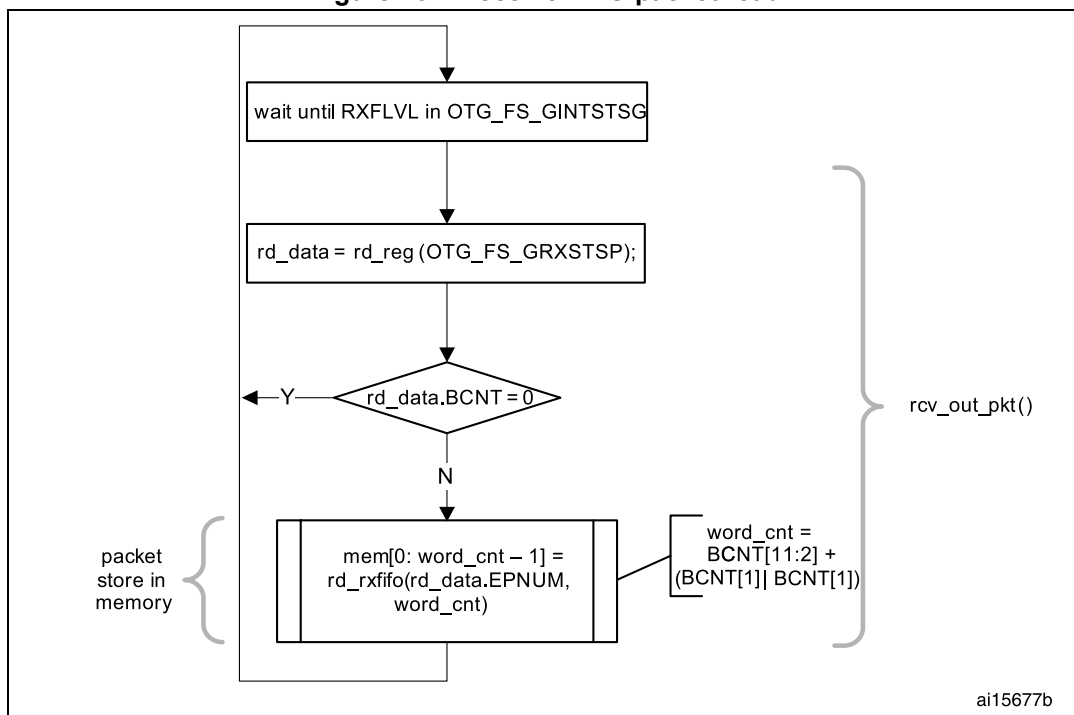 wait until RXFLVL in OTG_FS_GINTSTSG
rd_data = rd_reg (OTG_FS_GRXSTSP);
rd_data.BCNT = 0
Y
N
rcv_out_pkt()
packet
store in
memory
mem[0: word_cnt – 1] =
rd_rxfifo(rd_data.EPNUM,
word_cnt)
word_cnt =
BCNT[11:2] +
(BCNT[1] | BCNT[1])
ai15677b